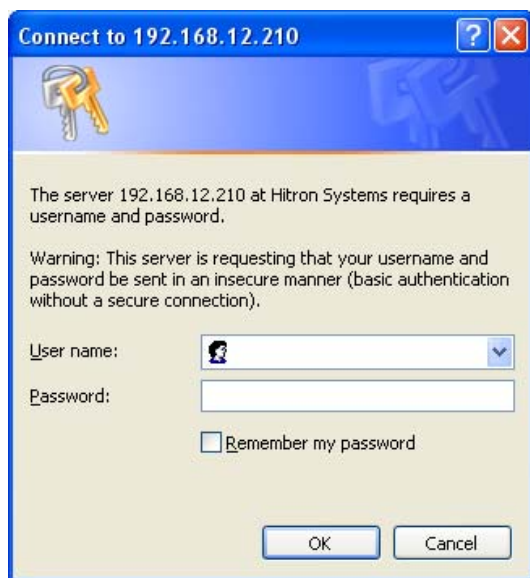 Connect to 192.168.12.210
The server 192.168.12.210 at Hitron Systems requires a
username and password.
Warning: This server is requesting that your username and
password be sent in an insecure manner (basic authentication
without a secure connection).
User name:
Password:
Remember my password
OK
Cancel